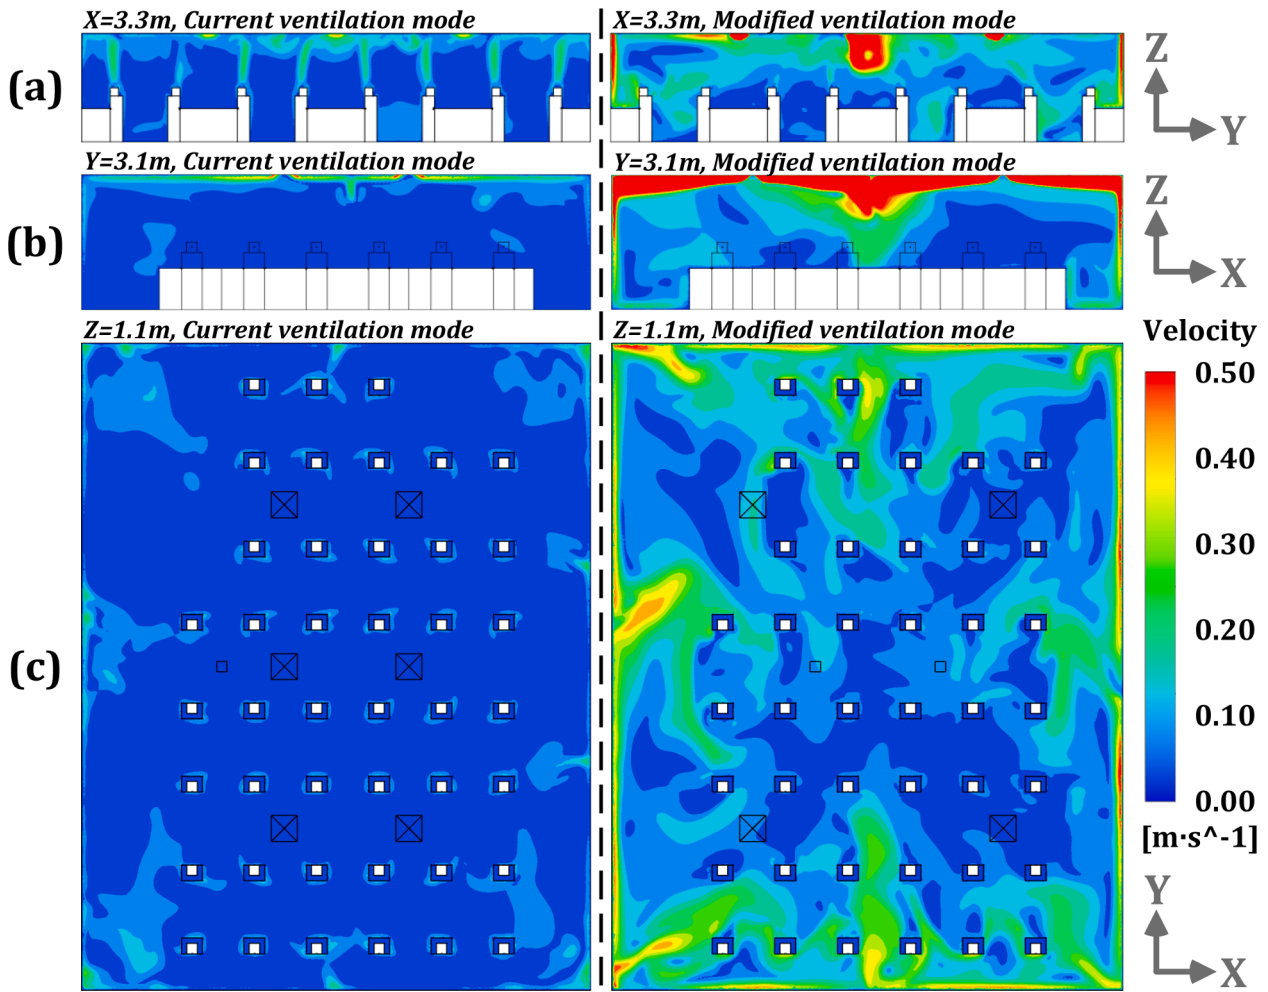 X=3.3m, Current ventilation mode
X=3.3m, Modified ventilation mode
(a)
Z
Y
Y=3.1m, Current ventilation mode
Y=3.1m, Modified ventilation mode
(b)
Z
X
Z=1.1m, Current ventilation mode
Z=1.1m, Modified ventilation mode
(c)
Velocity
0.50
0.40
0.30
0.20
0.10
0.00
[m·s^-1]
Y
X